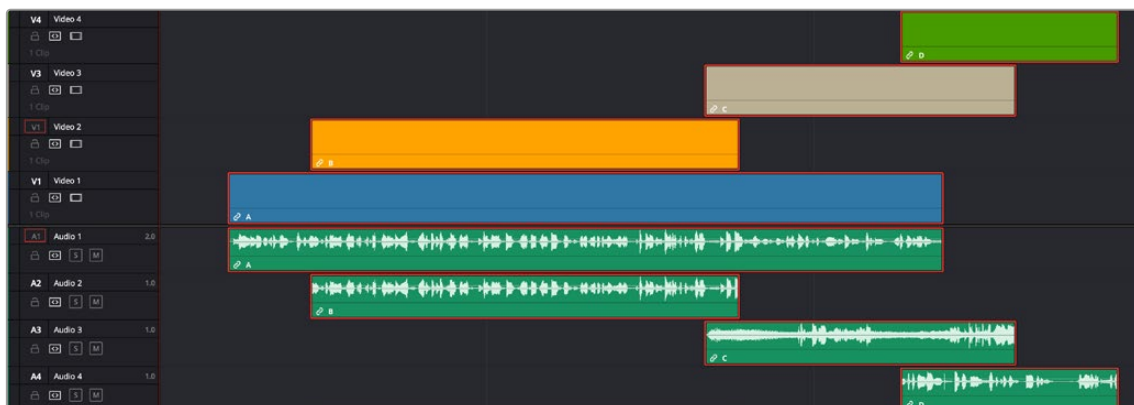 V4 Video 4
1 Clip
D
V3 Video 3
1 Clip
C
V1 Video 2
1 Clip
B
V1 Video 1
1 Clip
A
A1 Audio 1 2.0
S M
A
A2 Audio 2 1.0
S M
B
A3 Audio 3 1.0
S M
C
A4 Audio 4 1.0
S M
D